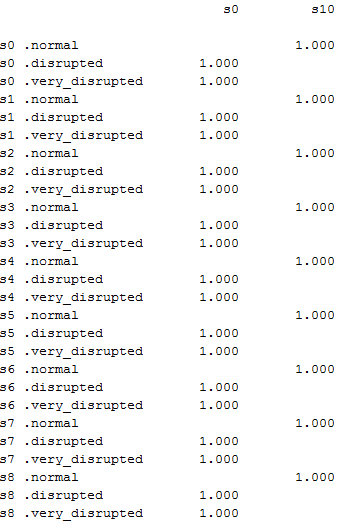 s0 s10
s0 .normal 1.000
s0 .disrupted 1.000
s0 .very_disrupted 1.000
s1 .normal 1.000
s1 .disrupted 1.000
s1 .very_disrupted 1.000
s2 .normal 1.000
s2 .disrupted 1.000
s2 .very_disrupted 1.000
s3 .normal 1.000
s3 .disrupted 1.000
s3 .very_disrupted 1.000
s4 .normal 1.000
s4 .disrupted 1.000
s4 .very_disrupted 1.000
s5 .normal 1.000
s5 .disrupted 1.000
s5 .very_disrupted 1.000
s6 .normal 1.000
s6 .disrupted 1.000
s6 .very_disrupted 1.000
s7 .normal 1.000
s7 .disrupted 1.000
s7 .very_disrupted 1.000
s8 .normal 1.000
s8 .disrupted 1.000
s8 .very_disrupted 1.000